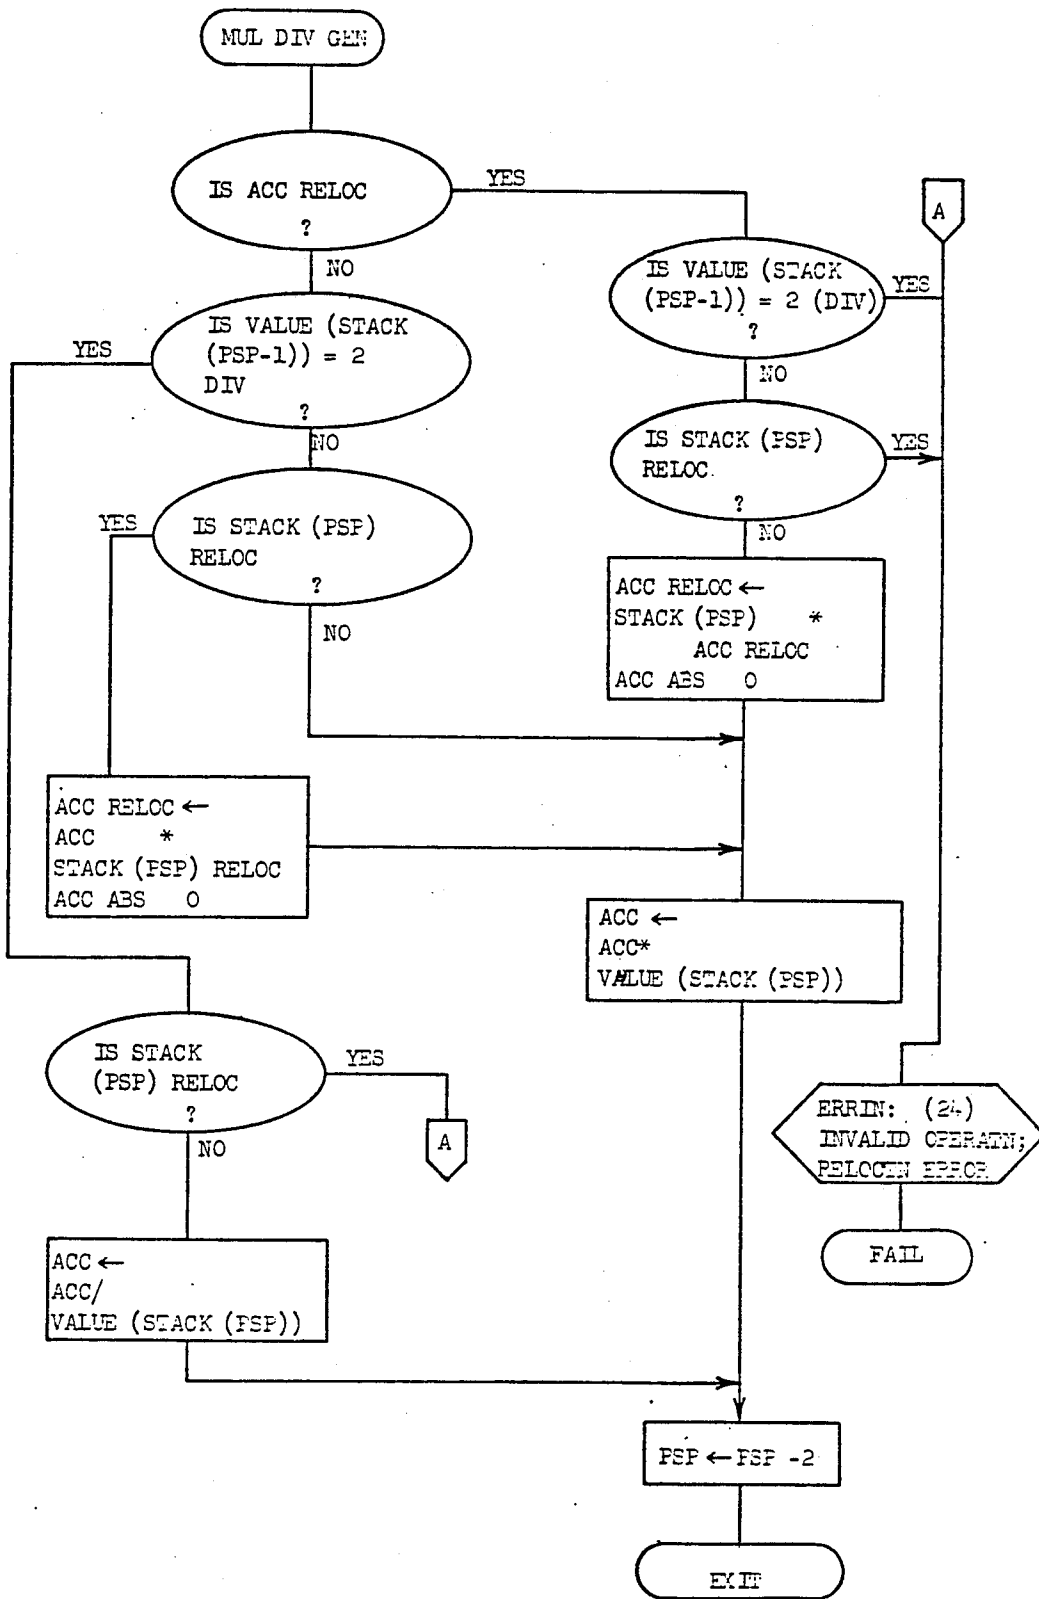 MUL DIV GEN
IS ACC RELOC
?
YES
NO
A
IS VALUE (STACK
(PSP-1)) = 2 (DIV)
?
YES
NO
IS VALUE (STACK
(PSP-1)) = 2
DIV
?
YES
NO
IS STACK (PSP)
RELOC
?
YES
NO
IS STACK (PSP)
RELOC
?
YES
NO
ACC RELOC ←
STACK (PSP) *
ACC RELOC
ACC ABS 0
ACC RELOC ←
ACC *
STACK (PSP) RELOC
ACC ABS 0
ACC ←
ACC*
VALUE (STACK (PSP))
IS STACK
(PSP) RELOC
?
YES
NO
A
ERRIN: (24)
INVALID OPERATN;
RELOCTN ERROR
FAIL
ACC ←
ACC/
VALUE (STACK (PSP))
PSP ← PSP -2
EXIT